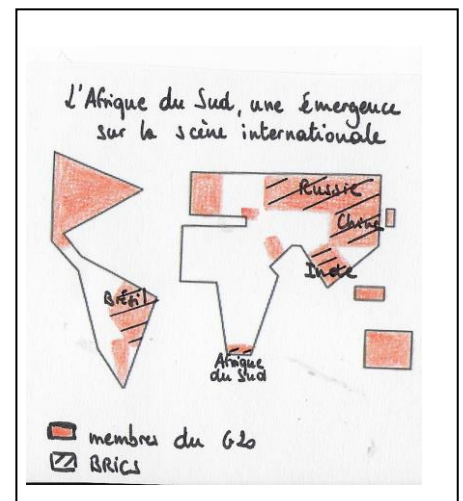 L'Afrique du Sud, une émergence
sur la scène internationale
Russie
Chine
Inde
Brésil
Afrique
du Sud
membres du G20
BRICS